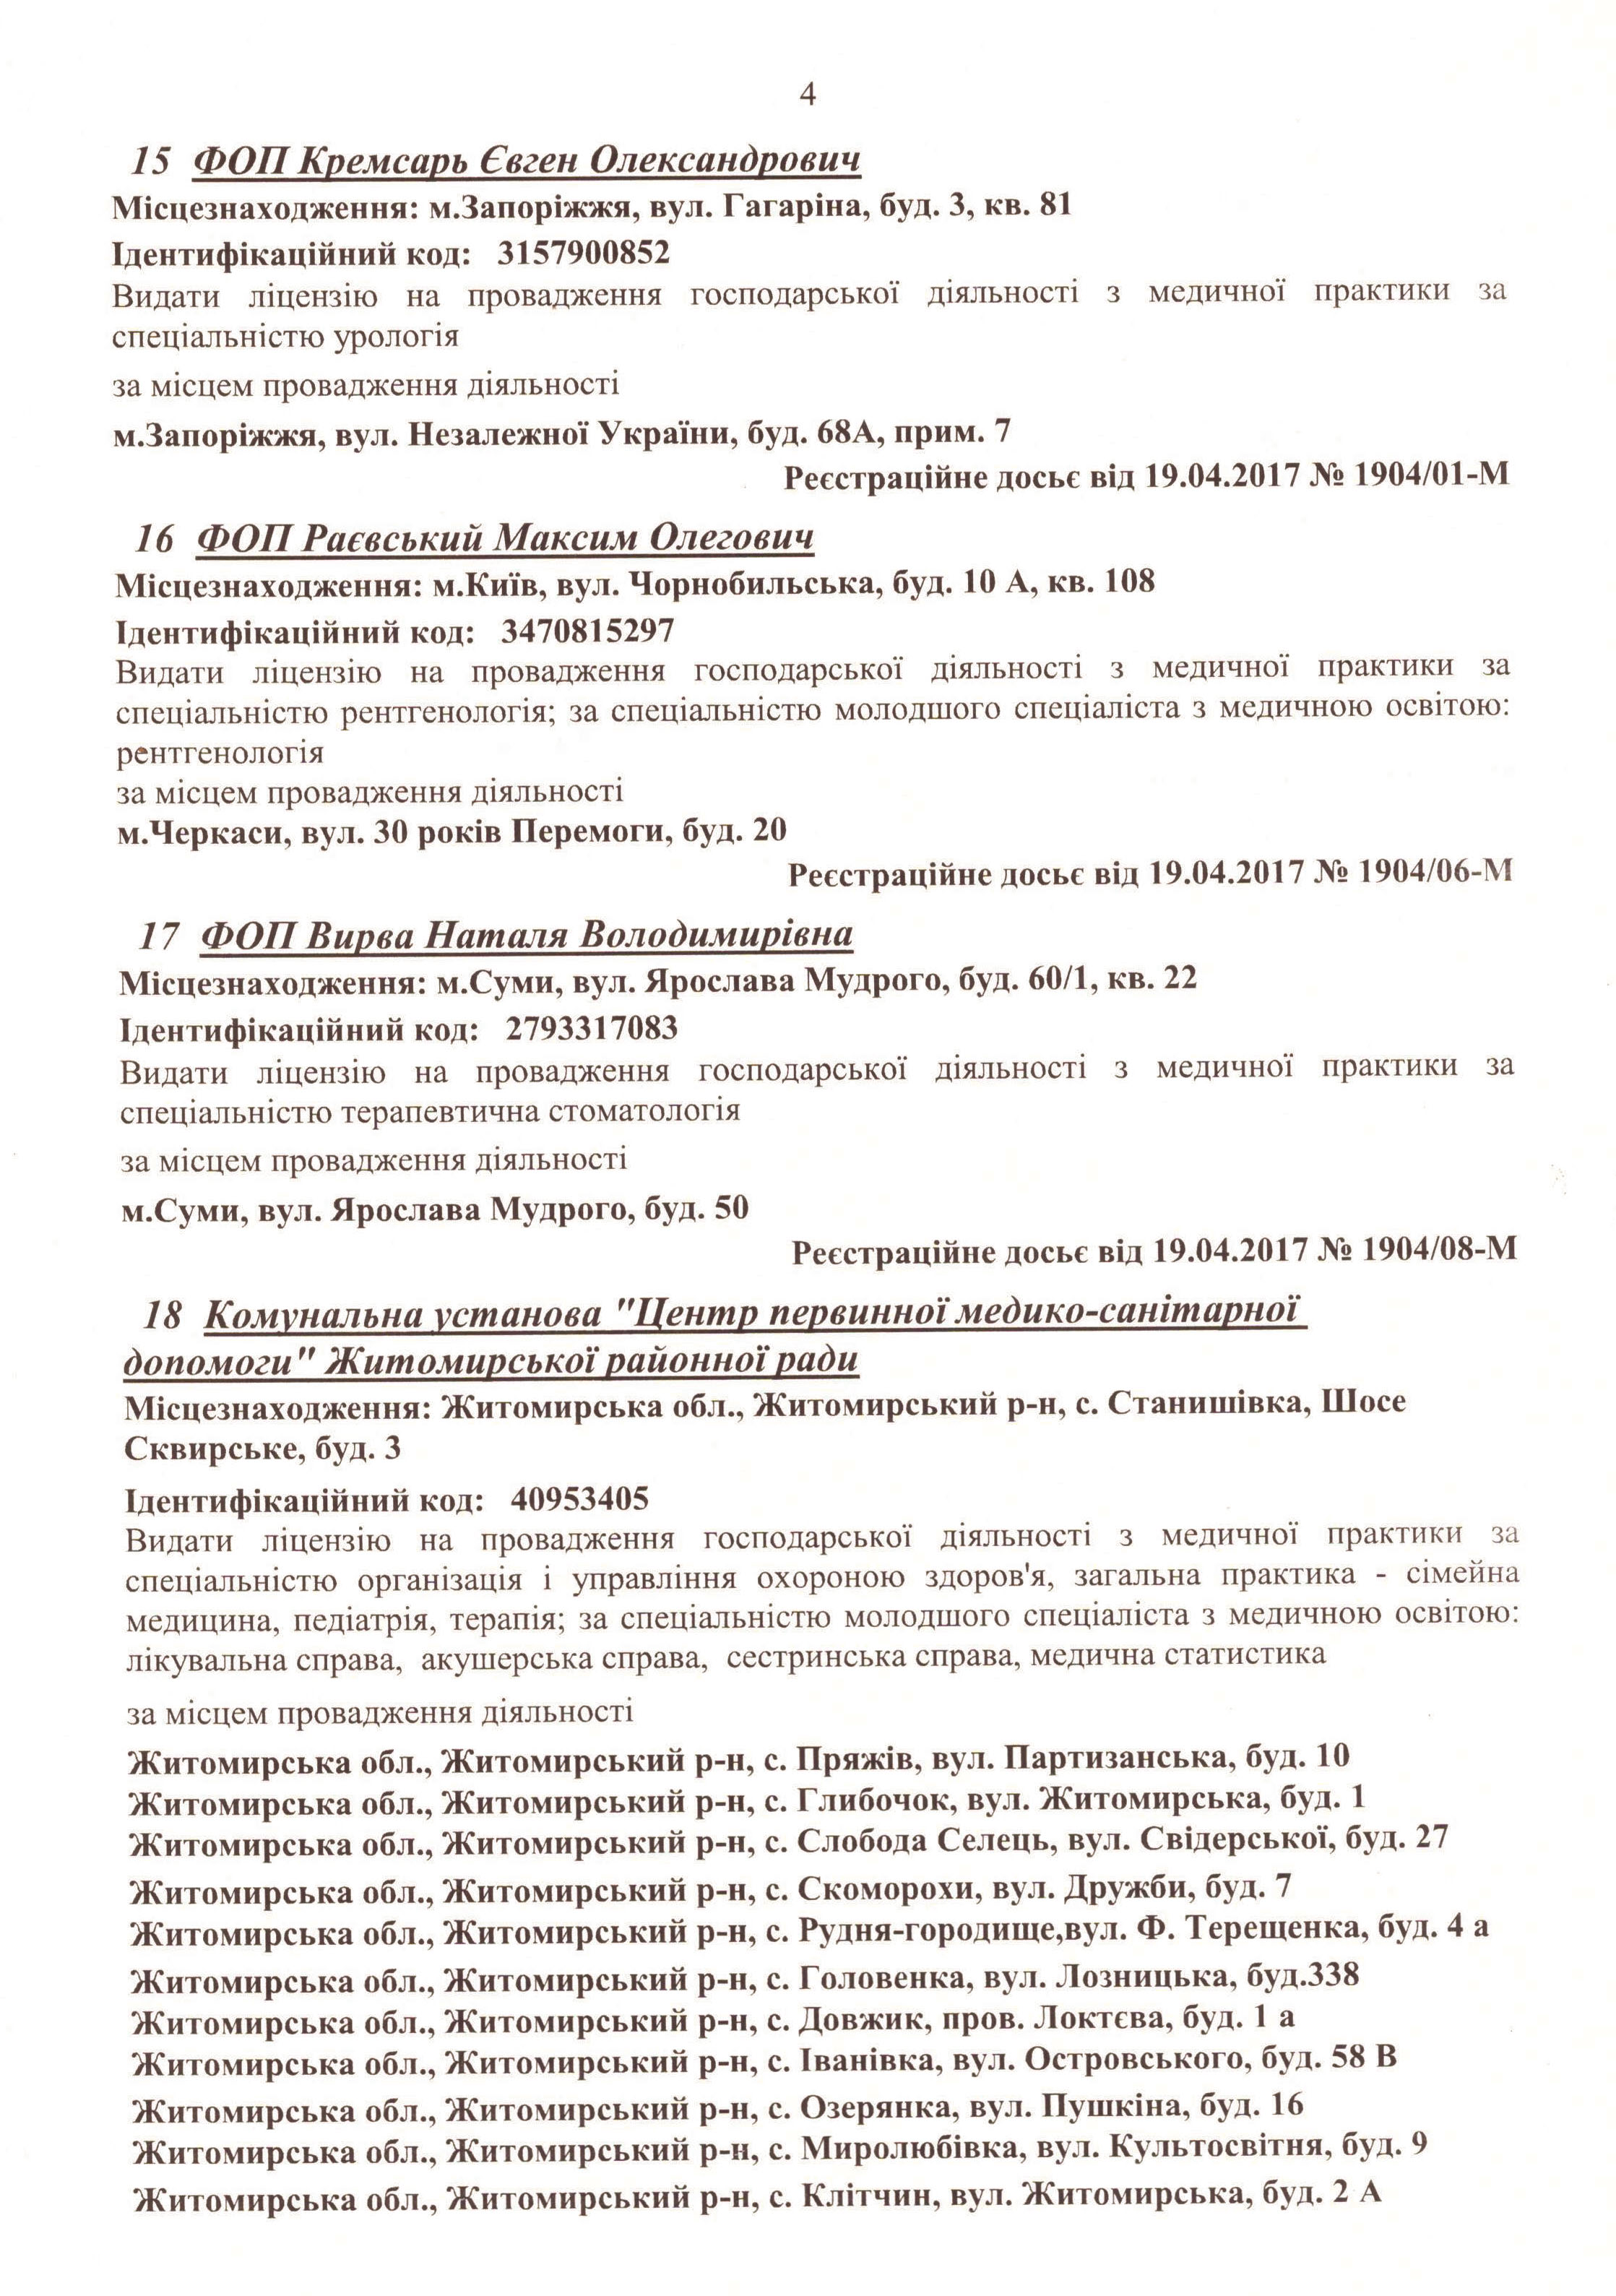 4
15 ФОП Кремсарь Євген Олександрович
Місцезнаходження: м.Запоріжжя, вул. Гагаріна, буд. 3, кв. 81
Ідентифікаційний код: 3157900852
Видати ліцензію на провадження господарської діяльності з медичної практики за
спеціальністю урологія
за місцем провадження діяльності
м.Запоріжжя, вул. Незалежної України, буд. 68А, прим. 7
Реєстраційне досьє від 19.04.2017 № 1904/01-М
16 ФОП Раєвський Максим Олегович
Місцезнаходження: м.Київ, вул. Чорнобильська, буд. 10 А, кв. 108
Ідентифікаційний код: 3470815297
Видати ліцензію на провадження господарської діяльності з медичної практики за
спеціальністю рентгенологія; за спеціальністю молодшого спеціаліста з медичною освітою:
рентгенологія
за місцем провадження діяльності
м.Черкаси, вул. 30 років Перемоги, буд. 20
Реєстраційне досьє від 19.04.2017 № 1904/06-М
17 ФОП Вирва Наталя Володимирівна
Місцезнаходження: м.Суми, вул. Ярослава Мудрого, буд. 60/1, кв. 22
Ідентифікаційний код: 2793317083
Видати ліцензію на провадження господарської діяльності з медичної практики за
спеціальністю терапевтична стоматологія
за місцем провадження діяльності
м.Суми, вул. Ярослава Мудрого, буд. 50
Реєстраційне досьє від 19.04.2017 № 1904/08-М
18 Комунальна установа "Центр первинної медико-санітарної
допомоги" Житомирської районної ради
Місцезнаходження: Житомирська обл., Житомирський р-н, с. Станишівка, Шосе
Сквирське, буд. 3
Ідентифікаційний код: 40953405
Видати ліцензію на провадження господарської діяльності з медичної практики за
спеціальністю організація і управління охороною здоров'я, загальна практика - сімейна
медицина, педіатрія, терапія; за спеціальністю молодшого спеціаліста з медичною освітою:
лікувальна справа, акушерська справа, сестринська справа, медична статистика
за місцем провадження діяльності
Житомирська обл., Житомирський р-н, с. Пряжів, вул. Партизанська, буд. 10
Житомирська обл., Житомирський р-н, с. Глибочок, вул. Житомирська, буд. 1
Житомирська обл., Житомирський р-н, с. Слобода Селець, вул. Свідерської, буд. 27
Житомирська обл., Житомирський р-н, с. Скоморохи, вул. Дружби, буд. 7
Житомирська обл., Житомирський р-н, с. Рудня-городище,вул. Ф. Терещенка, буд. 4 а
Житомирська обл., Житомирський р-н, с. Головенка, вул. Лозницька, буд.338
Житомирська обл., Житомирський р-н, с. Довжик, пров. Локтєва, буд. 1 а
Житомирська обл., Житомирський р-н, с. Іванівка, вул. Островського, буд. 58 В
Житомирська обл., Житомирський р-н, с. Озерянка, вул. Пушкіна, буд. 16
Житомирська обл., Житомирський р-н, с. Миролюбівка, вул. Культосвітня, буд. 9
Житомирська обл., Житомирський р-н, с. Клітчин, вул. Житомирська, буд. 2 А